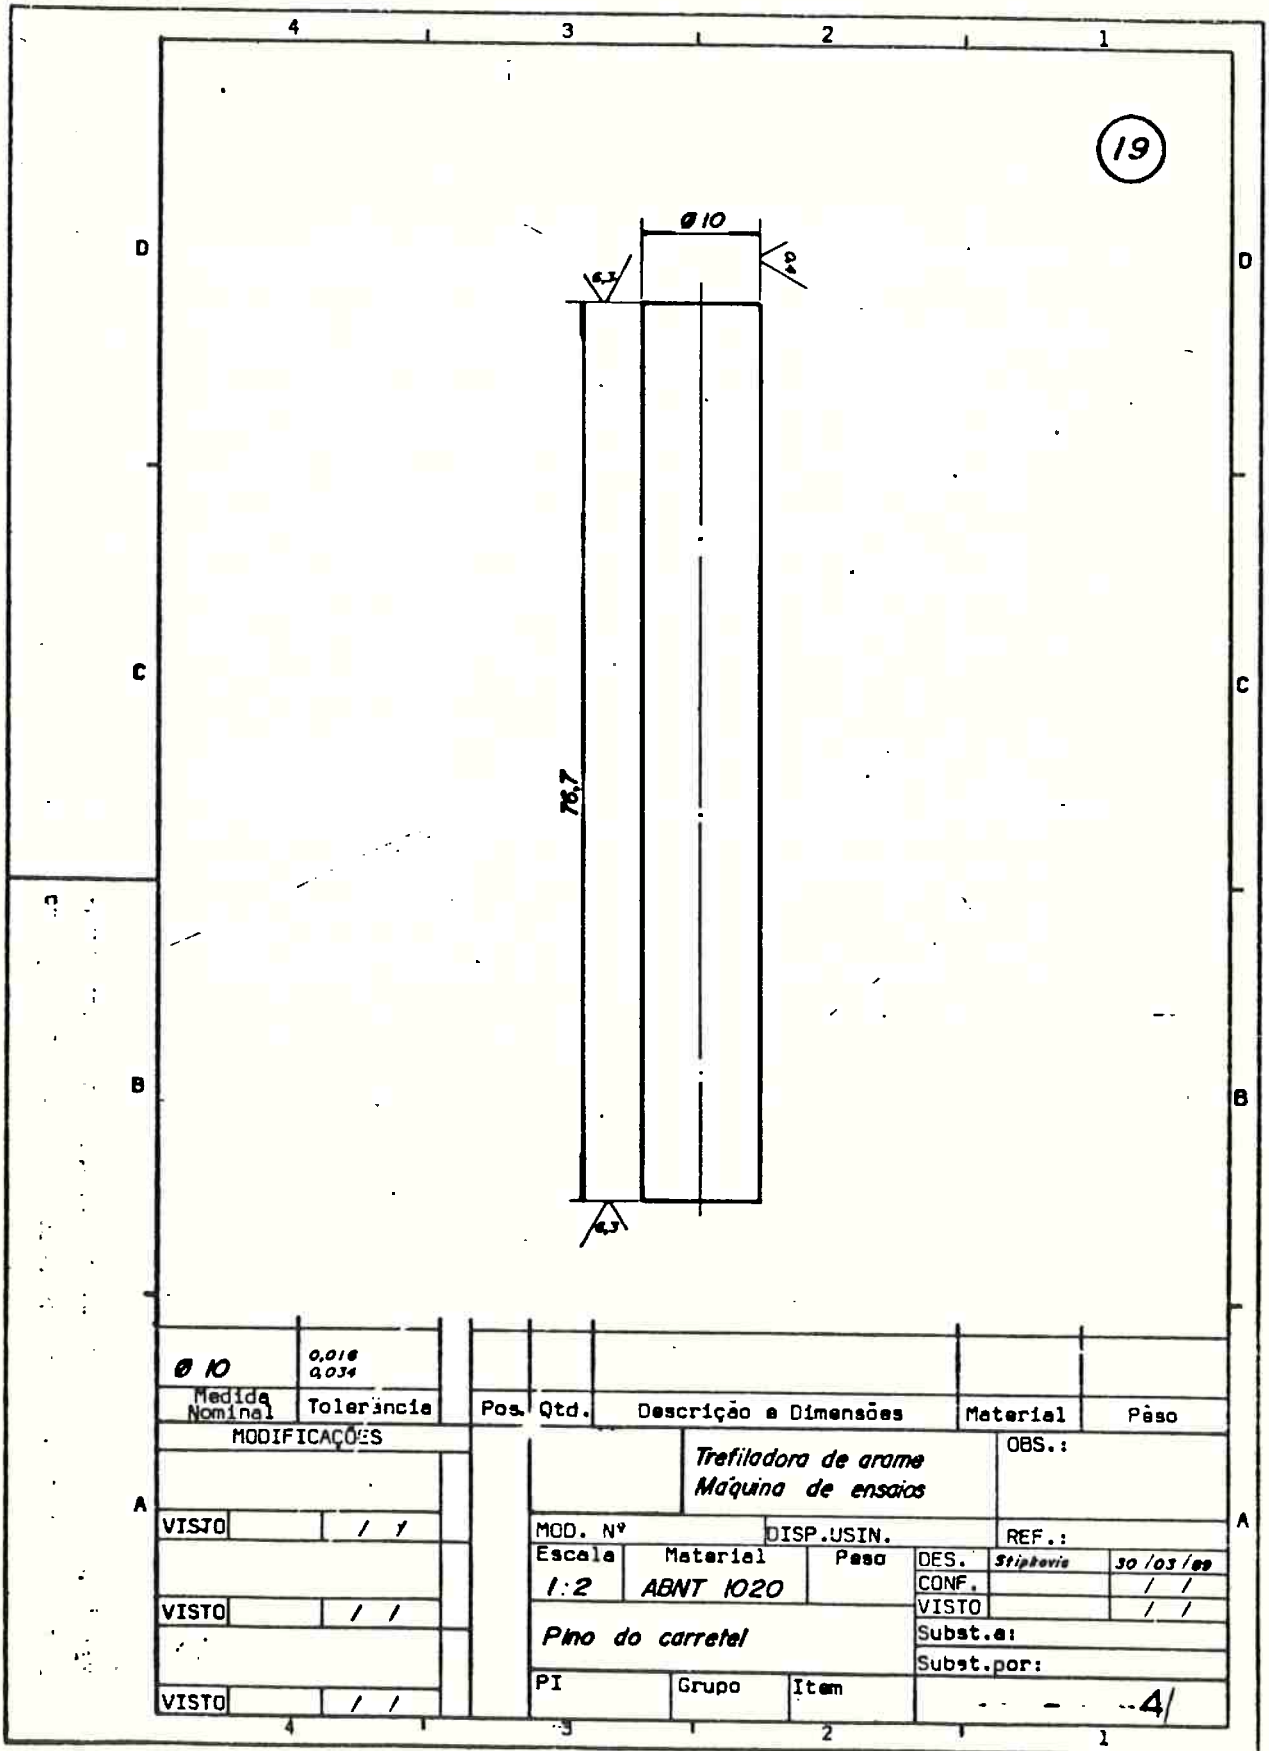 4 3 2 1
19
Ø 10
6,3
0,4
D D
76,7
C C
B B
6,3
Ø 10 0,016
0,034
Medida
Nominal Tolerância Pos. Qtd. Descrição e Dimensões Material Pêso
MODIFICAÇÕES
OBS.:
Trefiladora de arame
Máquina de ensaios
A A
VISTO / /
MOD. Nº DISP.USIN. REF.:
Escala Material Peso DES. 30/03/89
1:2 ABNT 1020 CONF. / /
VISTO / / VISTO / /
Pino do carretel Subst.a:
Subst.por:
PI Grupo Item
VISTO / / - - - 4/
4 3 2 1